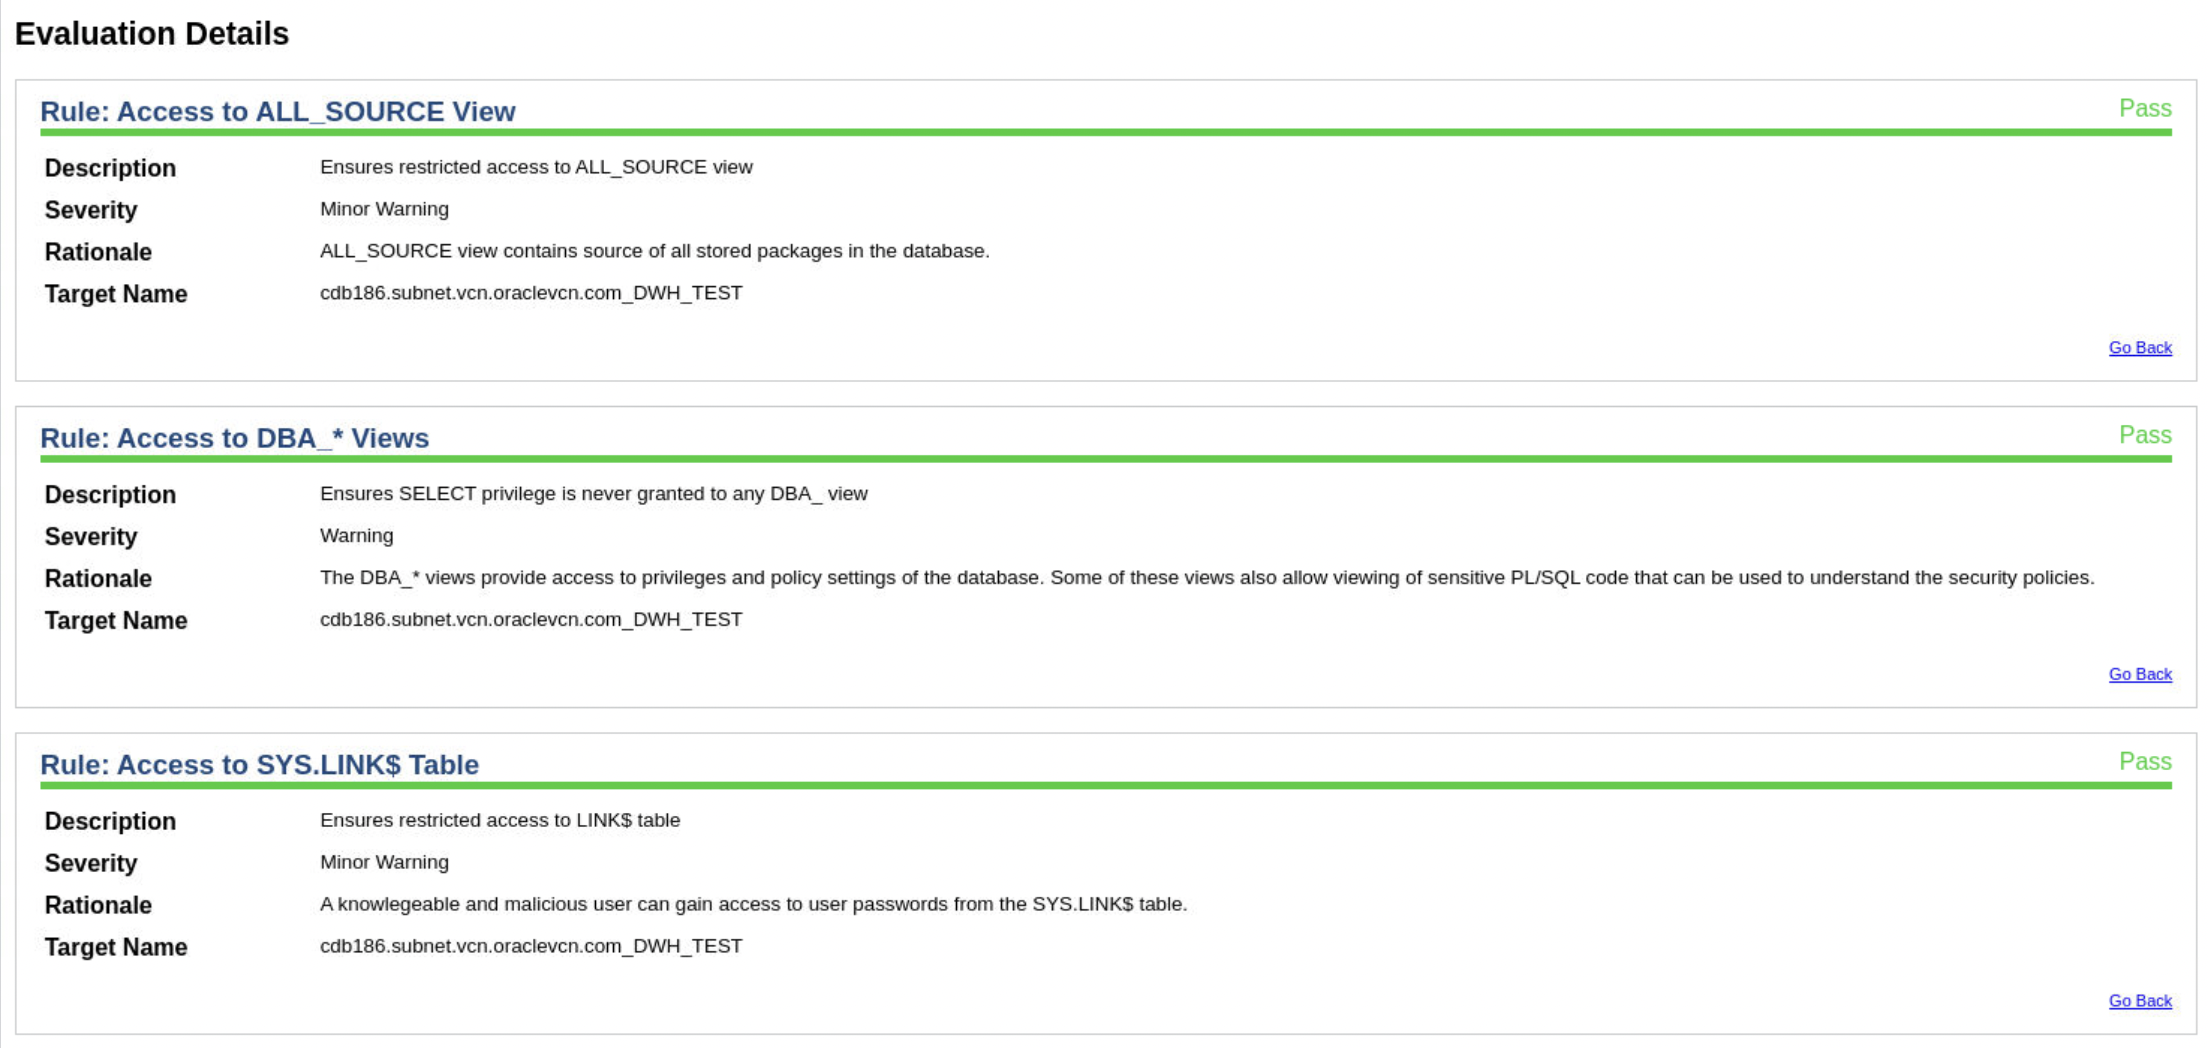 Evaluation Details
Rule: Access to ALL_SOURCE View Pass
Description Ensures restricted access to ALL_SOURCE view
Severity Minor Warning
Rationale ALL_SOURCE view contains source of all stored packages in the database.
Target Name cdb186.subnet.vcn.oraclevcn.com_DWH_TEST
Go Back
Rule: Access to DBA_* Views Pass
Description Ensures SELECT privilege is never granted to any DBA_ view
Severity Warning
Rationale The DBA_* views provide access to privileges and policy settings of the database. Some of these views also allow viewing of sensitive PL/SQL code that can be used to understand the security policies.
Target Name cdb186.subnet.vcn.oraclevcn.com_DWH_TEST
Go Back
Rule: Access to SYS.LINK$ Table Pass
Description Ensures restricted access to LINK$ table
Severity Minor Warning
Rationale A knowlegeable and malicious user can gain access to user passwords from the SYS.LINK$ table.
Target Name cdb186.subnet.vcn.oraclevcn.com_DWH_TEST
Go Back